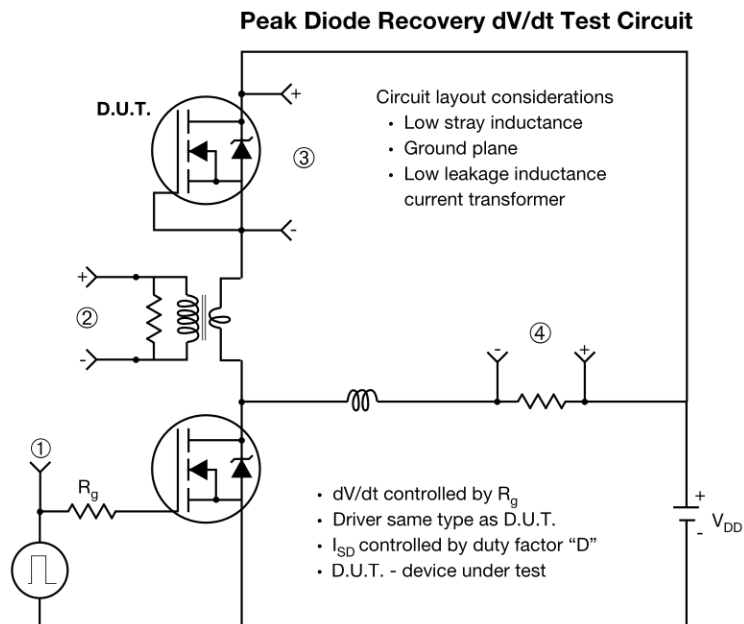 Peak Diode Recovery dV/dt Test Circuit
D.U.T.
+
Circuit layout considerations
• Low stray inductance
• Ground plane
• Low leakage inductance
current transformer
③
-
+
②
-
④
-
+
①
Rg
• dV/dt controlled by Rg
• Driver same type as D.U.T.
• ISD controlled by duty factor “D”
• D.U.T. - device under test
+
VDD
-